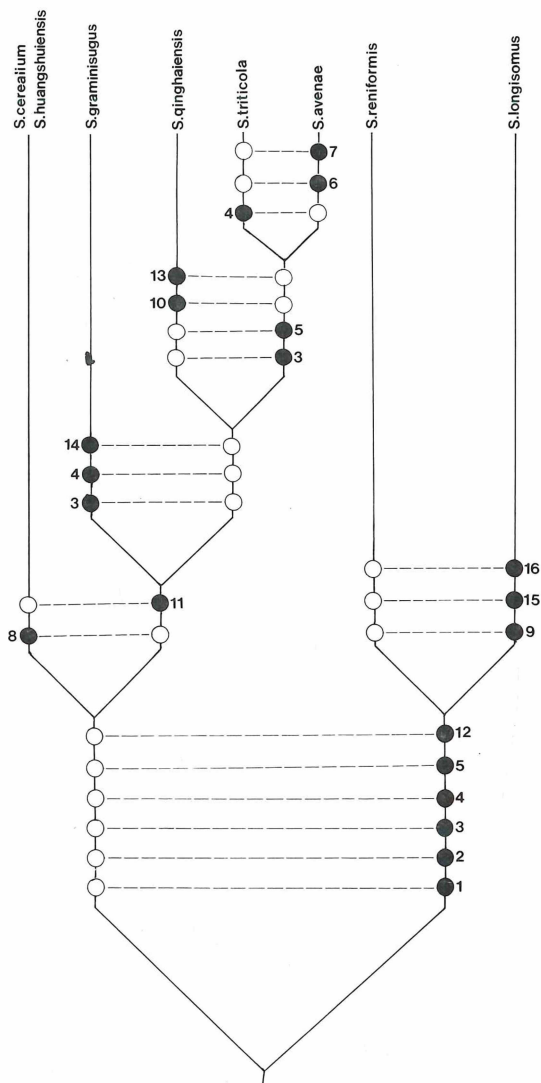 S.cerealium
S.huangshuiensis
S.graminisugus
S.qinghaiensis
S.triticola
S.avenae
S.reniformis
S.longisomus
7
6
4
13
10
5
3
14
4
3
11
8
16
15
9
12
5
4
3
2
1